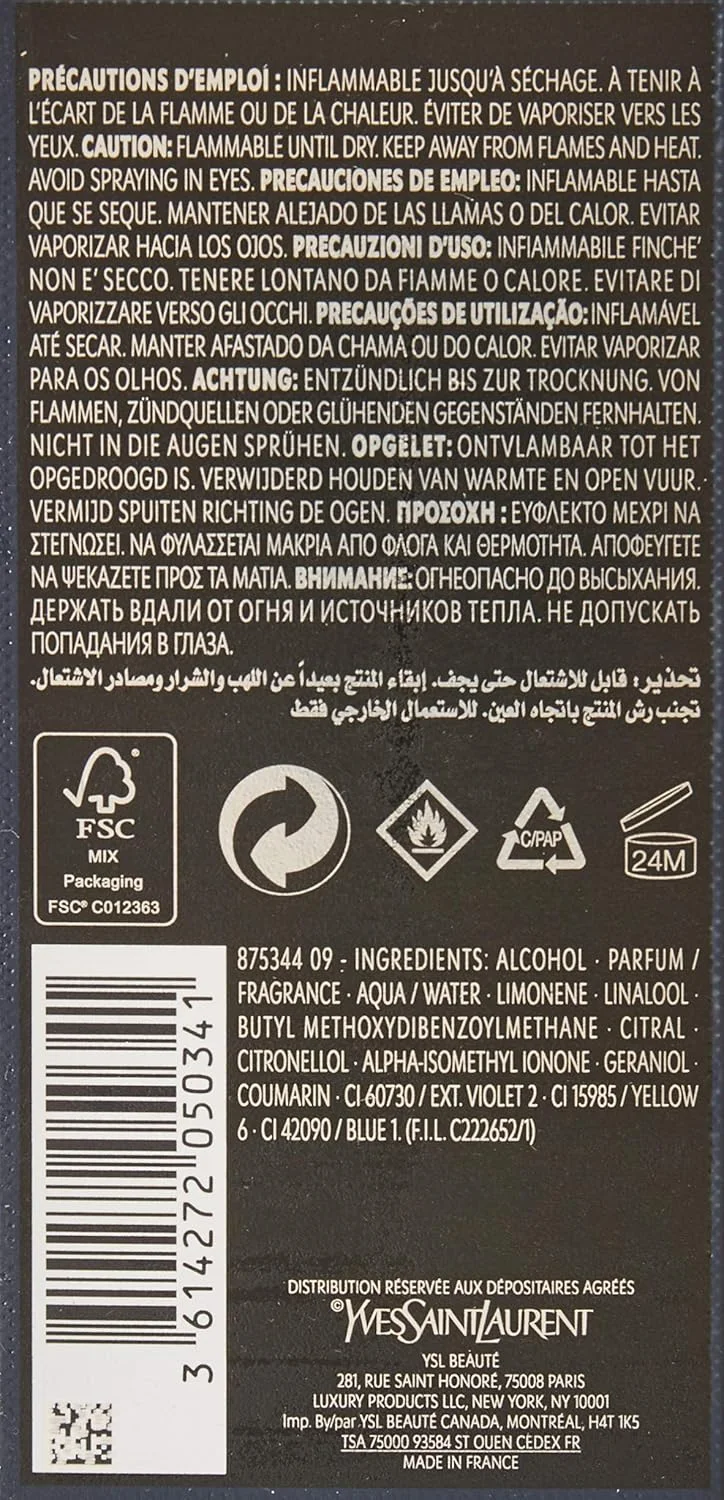 PRÉCAUTIONS D'EMPLOI : INFLAMMABLE JUSQU'À SÉCHAGE. À TENIR À
L'ÉCART DE LA FLAMME OU DE LA CHALEUR. ÉVITER DE VAPORISER VERS LES
YEUX. CAUTION: FLAMMABLE UNTIL DRY. KEEP AWAY FROM FLAMES AND HEAT.
AVOID SPRAYING IN EYES. PRECAUCIONES DE EMPLEO: INFLAMABLE HASTA
QUE SE SEQUE. MANTENER ALEJADO DE LAS LLAMAS O DEL CALOR. EVITAR
VAPORIZAR HACIA LOS OJOS. PRECAUZIONI D'USO: INFIAMMABILE FINCHE'
NON E' SECCO. TENERE LONTANO DA FIAMME O CALORE. EVITARE DI
VAPORIZZARE VERSO GLI OCCHI. PRECAUÇÕES DE UTILIZAÇÃO: INFLAMÁVEL
ATÉ SECAR. MANTER AFASTADO DA CHAMA OU DO CALOR. EVITAR VAPORIZAR
PARA OS OLHOS. ACHTUNG: ENTZÜNDLICH BIS ZUR TROCKNUNG. VON
FLAMMEN, ZÜNDQUELLEN ODER GLÜHENDEN GEGENSTÄNDEN FERNHALTEN.
NICHT IN DIE AUGEN SPRÜHEN. OPGELET: ONTVLAMBAAR TOT HET
OPGEDROOGD IS. VERWIJDERD HOUDEN VAN WARMTE EN OPEN VUUR.
VERMIJD SPUITEN RICHTING DE OGEN. ΠΡΟΣΟΧΗ : ΕΥΦΛΕΚΤΟ ΜΕΧΡΙ ΝΑ
ΣΤΕΓΝΩΣΕΙ. ΝΑ ΦΥΛΑΣΣΕΤΑΙ ΜΑΚΡΙΑ ΑΠΟ ΦΛΟΓΑ ΚΑΙ ΘΕΡΜΟΤΗΤΑ. ΑΠΟΦΕΥΓΕΤΕ
ΝΑ ΨΕΚΑΖΕΤΕ ΠΡΟΣ ΤΑ ΜΑΤΙΑ. ВНИМАНИЕ: ОГНЕОПАСНО ДО ВЫСЫХАНИЯ.
ДЕРЖАТЬ ВДАЛИ ОТ ОГНЯ И ИСТОЧНИКОВ ТЕПЛА. НЕ ДОПУСКАТЬ
ПОПАДАНИЯ В ГЛАЗА.
تحذير: قابل للاشتعال حتى يجف. إبقاء المنتج بعيداً عن اللهب والشرار ومصادر الاشتعال.
تجنب رش المنتج باتجاه العين. للاستعمال الخارجي فقط
FSC
MIX
Packaging
FSC® C012363
C/PAP
24M
875344 09 - INGREDIENTS: ALCOHOL · PARFUM /
FRAGRANCE · AQUA / WATER · LIMONENE · LINALOOL ·
BUTYL METHOXYDIBENZOYLMETHANE · CITRAL ·
CITRONELLOL · ALPHA-ISOMETHYL IONONE · GERANIOL ·
COUMARIN · CI 60730 / EXT. VIOLET 2 · CI 15985 / YELLOW
6 · CI 42090 / BLUE 1. (F.I.L. C222652/1)
3 614272 050341
DISTRIBUTION RÉSERVÉE AUX DÉPOSITAIRES AGRÉÉS
©YVESSAINTLAURENT
YSL BEAUTÉ
281, RUE SAINT HONORÉ, 75008 PARIS
LUXURY PRODUCTS LLC, NEW YORK, NY 10001
Imp. By/par YSL BEAUTÉ CANADA, MONTRÉAL, H4T 1K5
TSA 75000 93584 ST OUEN CEDEX FR
MADE IN FRANCE